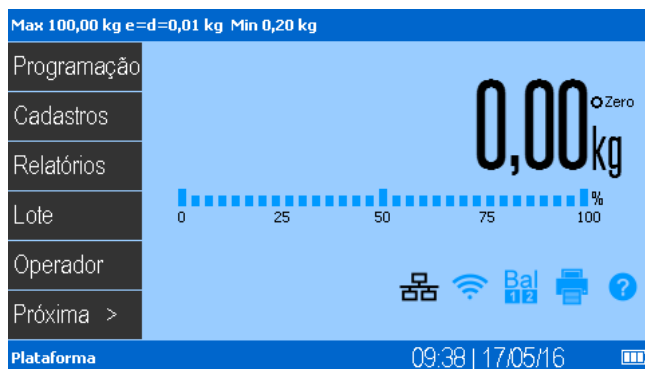 Max 100,00 kg e=d=0,01 kg Min 0,20 kg
Programação
Cadastros
Relatórios
Lote
Operador
Próxima >
0,00 kg
Zero
%
0 25 50 75 100
Bal
1 2
?
Plataforma
09:38 | 17/05/16